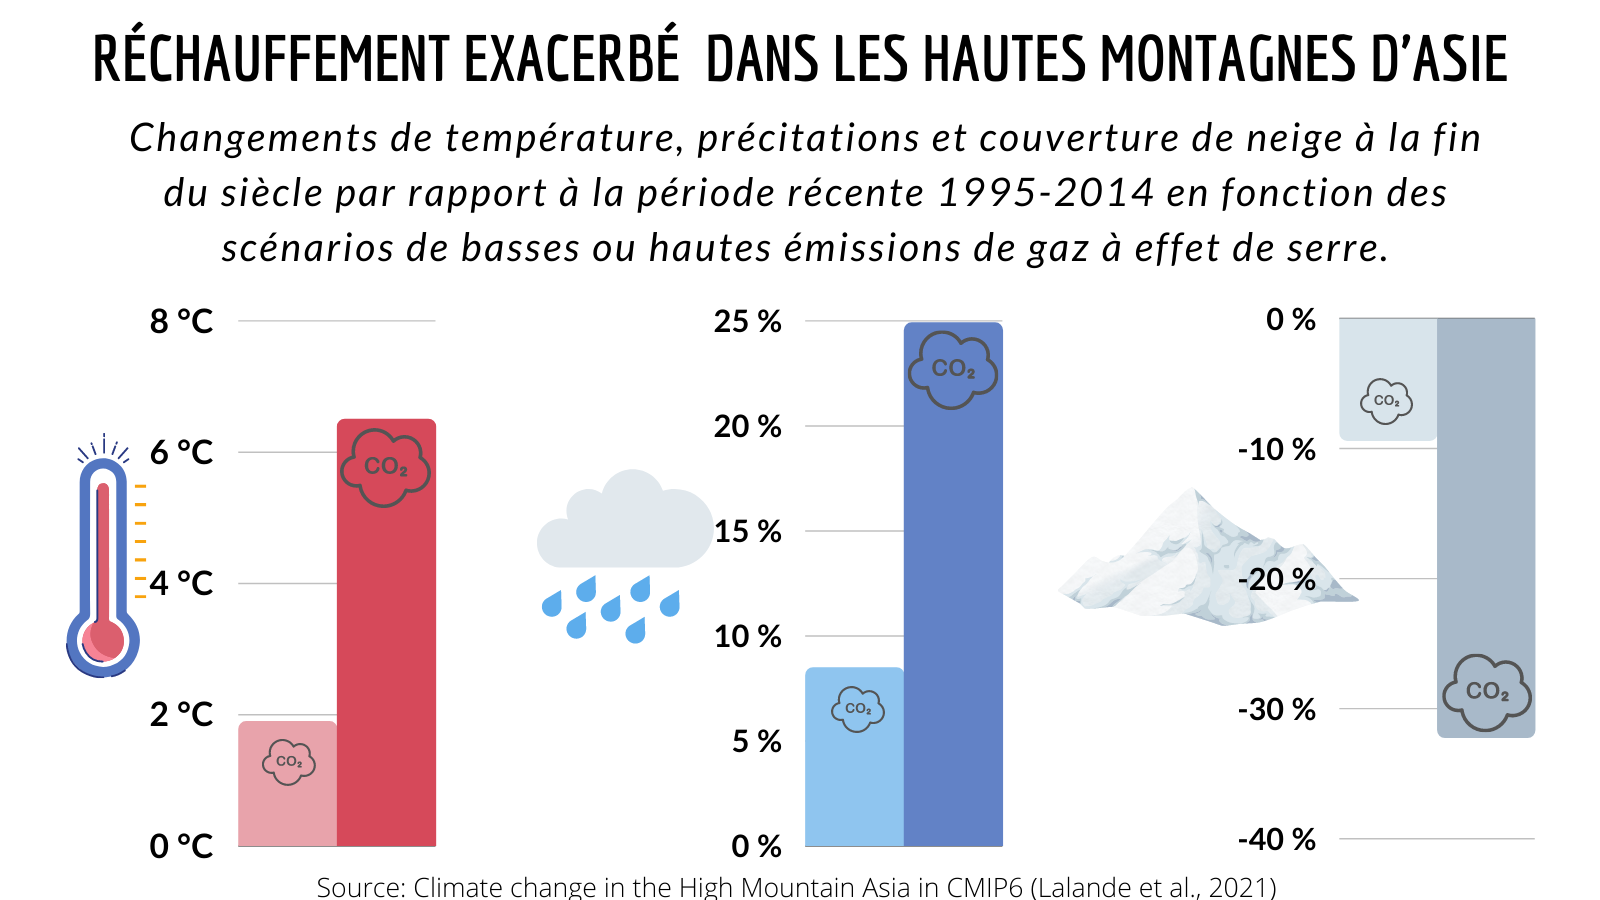 RÉCHAUFFEMENT EXACERBÉ DANS LES HAUTES MONTAGNES D'ASIE
Changements de température, précitations et couverture de neige à la fin
du siècle par rapport à la période récente 1995-2014 en fonction des
scénarios de basses ou hautes émissions de gaz à effet de serre.
8 °C
6 °C
4 °C
2 °C
0 °C
CO₂
CO₂
25 %
20 %
15 %
10 %
5 %
0 %
CO₂
CO₂
0 %
-10 %
-20 %
-30 %
-40 %
CO₂
CO₂
Source: Climate change in the High Mountain Asia in CMIP6 (Lalande et al., 2021)